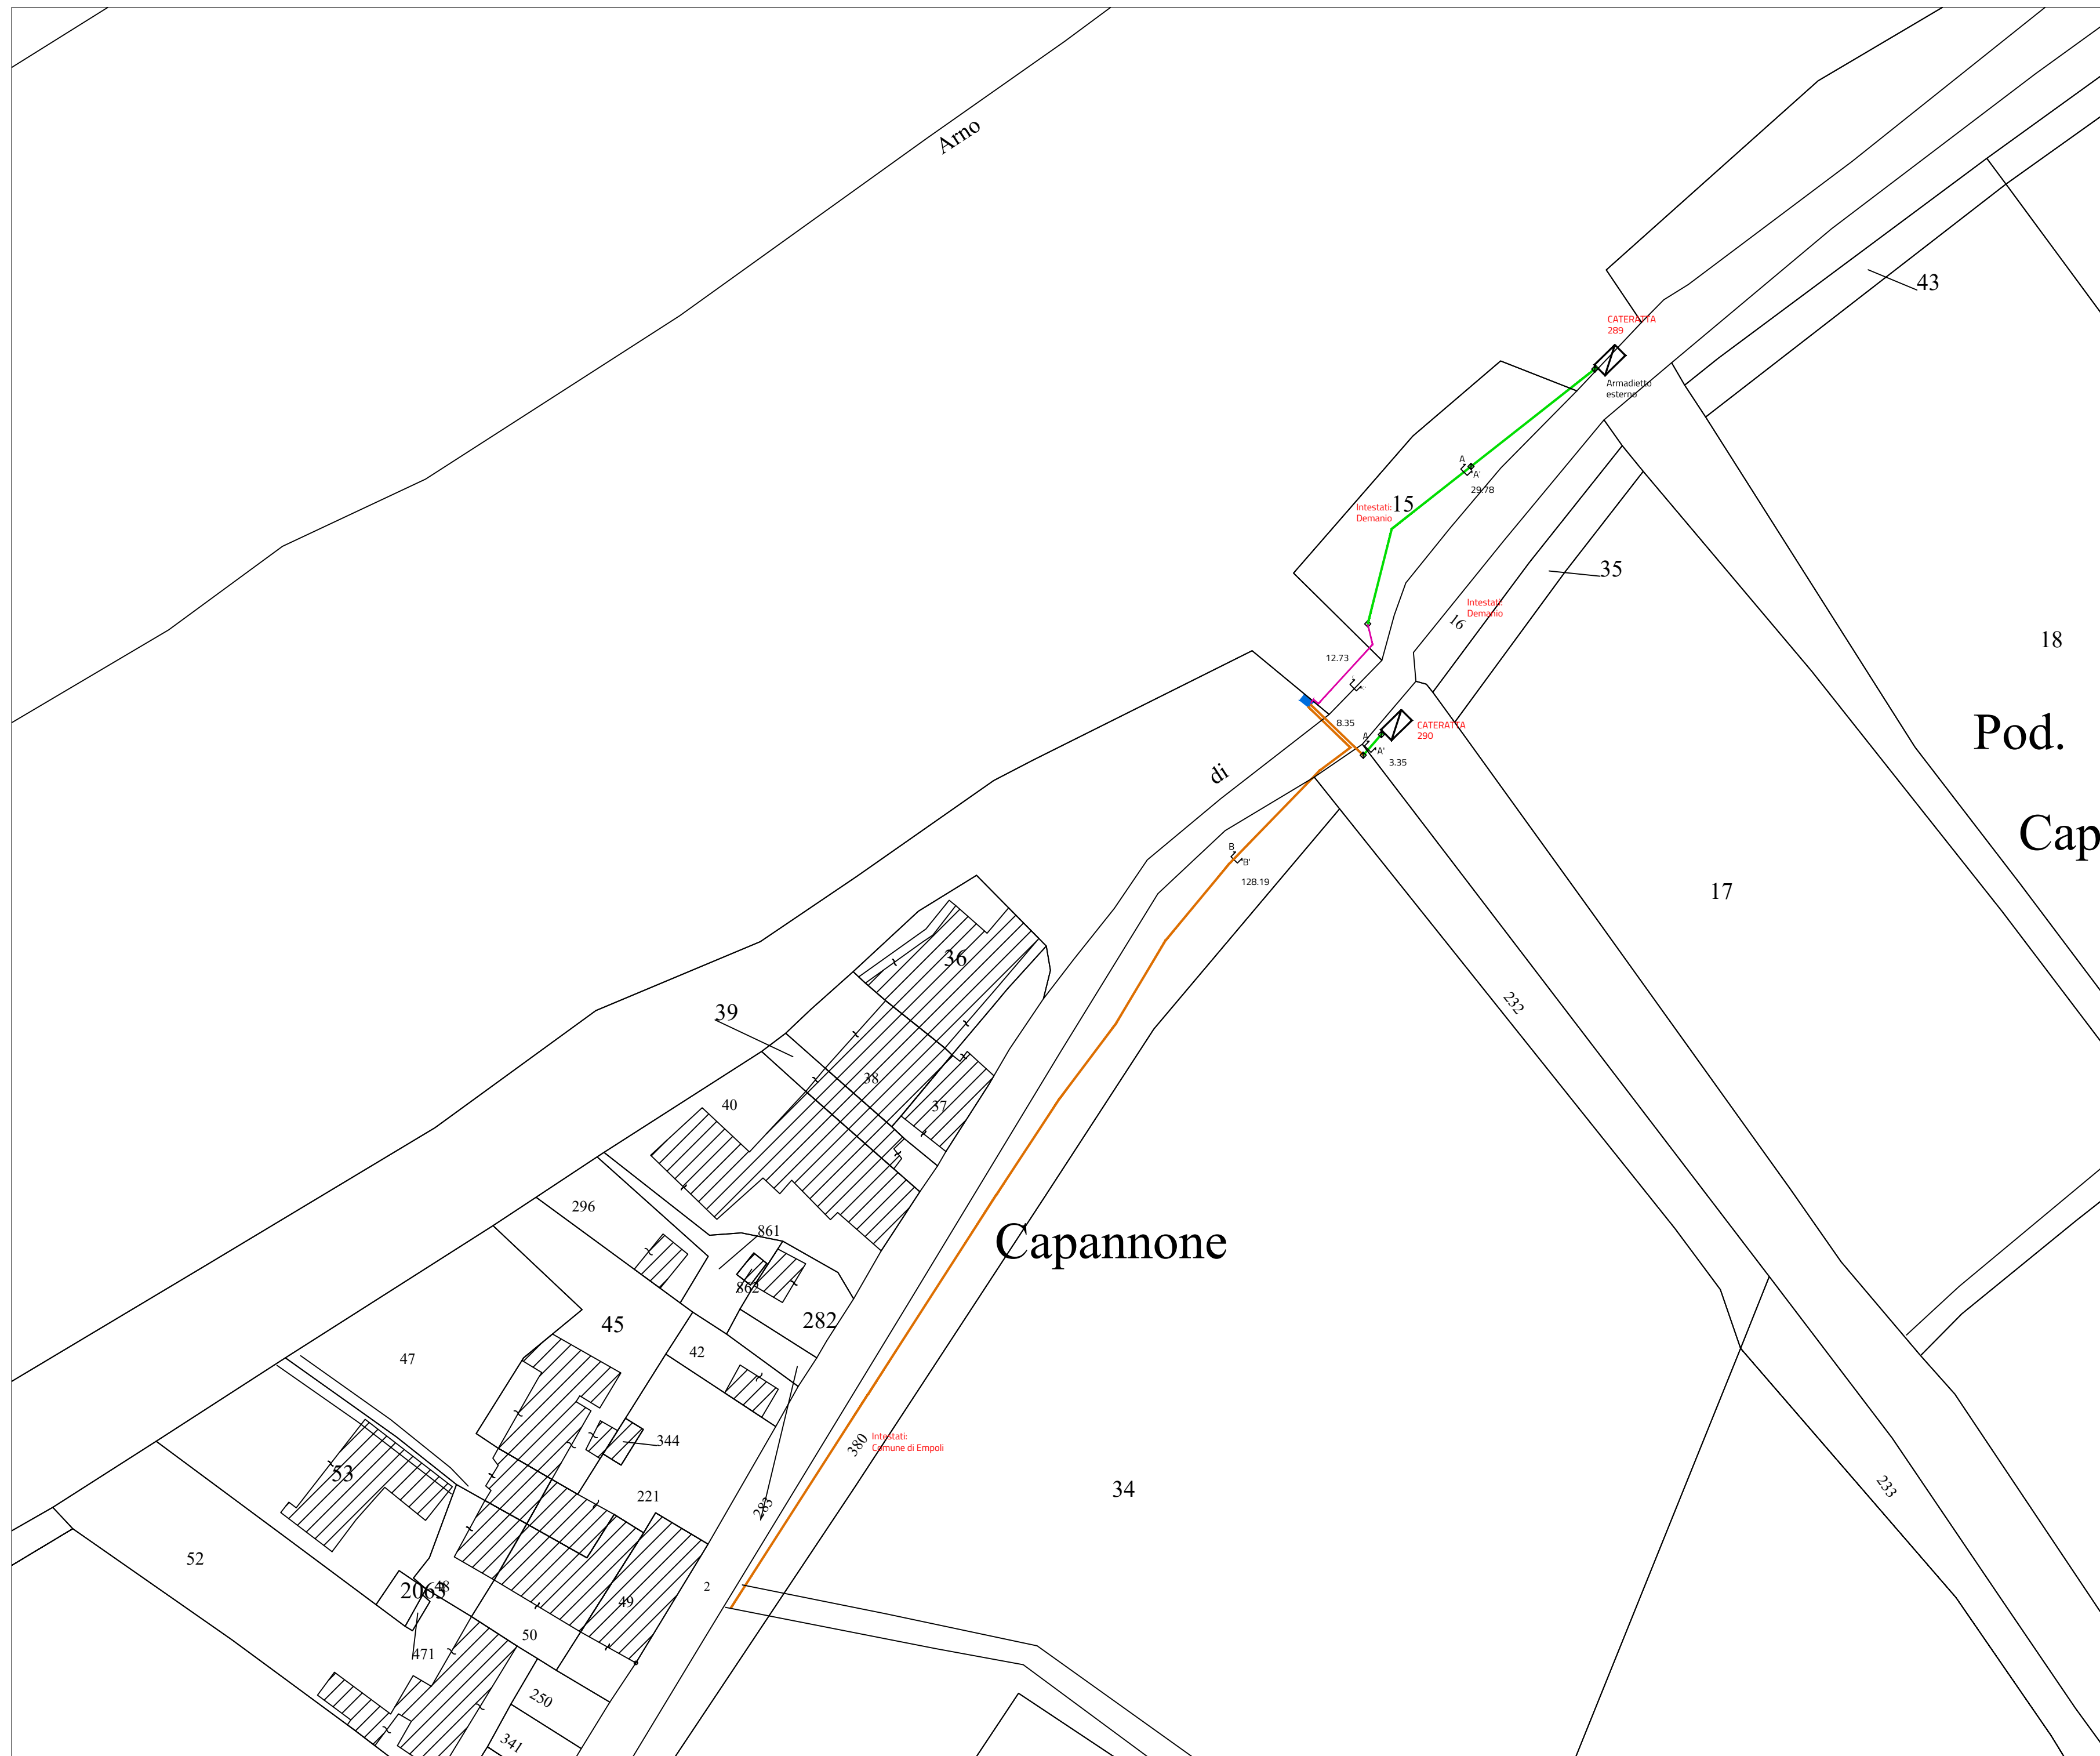 Arno
43
CATERATTA
289
Armadietto
esterno
A
A'
29.78
15
Intestati:
Demanio
35
Intestati:
Demanio
16
18
12.73
8.35
CATERATTA
290
A
A'
3.35
Pod.
di
Cap
B
B'
128.19
17
36
232
39
38
40
37
296
861
Capannone
862
282
45
42
47
344
380
Intestati:
Comune di Empoli
53
221
283
34
233
52
2063
48
2
49
50
471
250
341